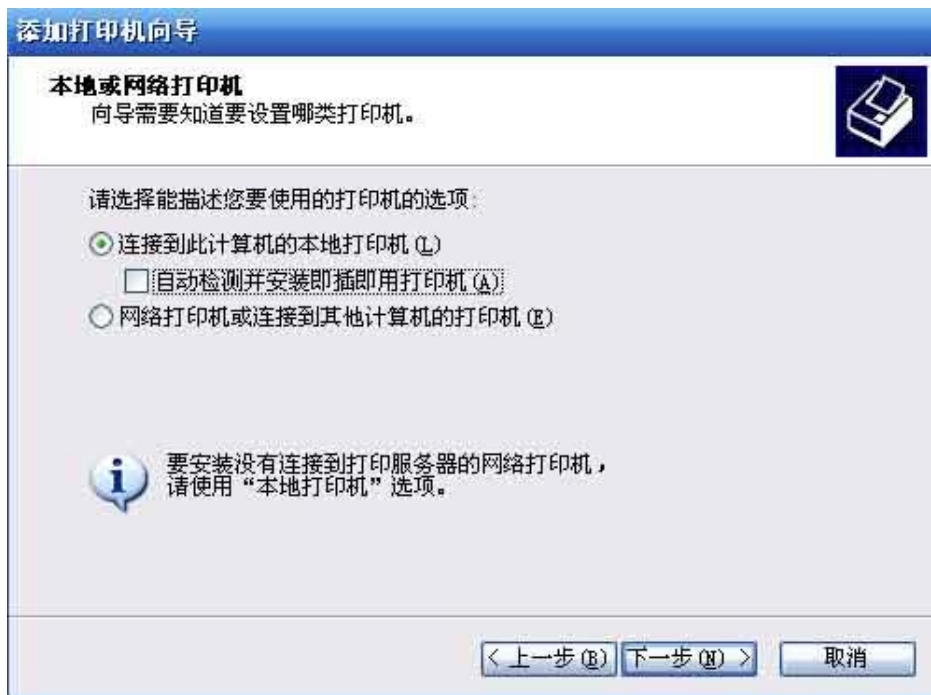 添加打印机向导
本地或网络打印机
向导需要知道要设置哪类打印机。
请选择能描述您要使用的打印机的选项:
连接到此计算机的本地打印机(L)
自动检测并安装即插即用打印机(A)
网络打印机或连接到其他计算机的打印机(E)
要安装没有连接到打印服务器的网络打印机，
请使用“本地打印机”选项。
< 上一步(B) 下一步(N) > 取消